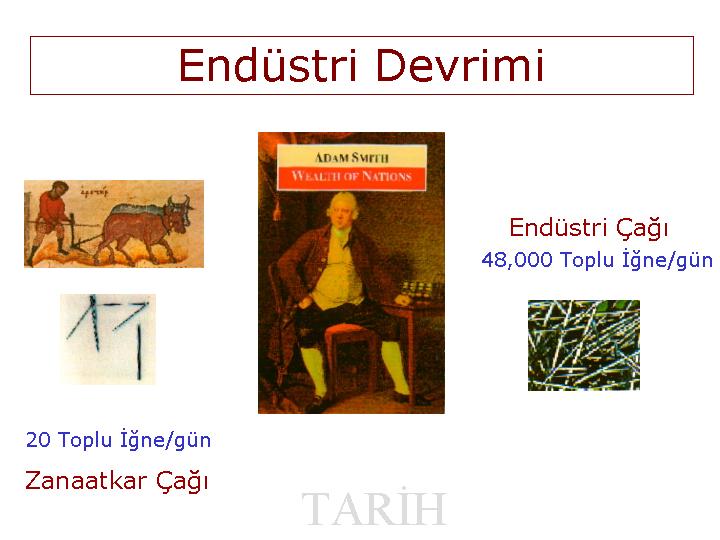 Endüstri Devrimi
ADAM SMITH
WEALTH OF NATIONS
Endüstri Çağı
48,000 Toplu İğne/gün
20 Toplu İğne/gün
Zanaatkar Çağı
TARİH